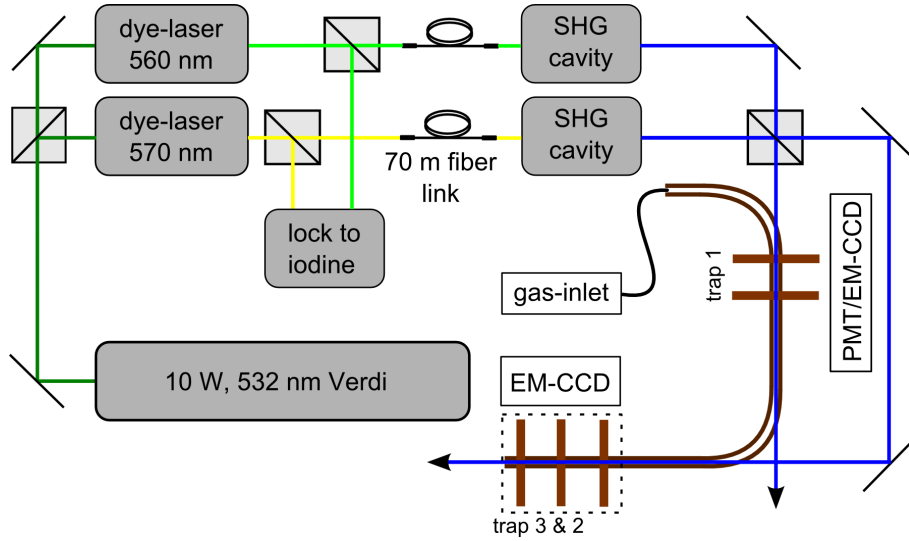 dye-laser
560 nm
SHG
cavity
dye-laser
570 nm
SHG
cavity
70 m fiber
link
lock to
iodine
gas-inlet
trap 1
PMT/EM-CCD
10 W, 532 nm Verdi
EM-CCD
trap 3 & 2